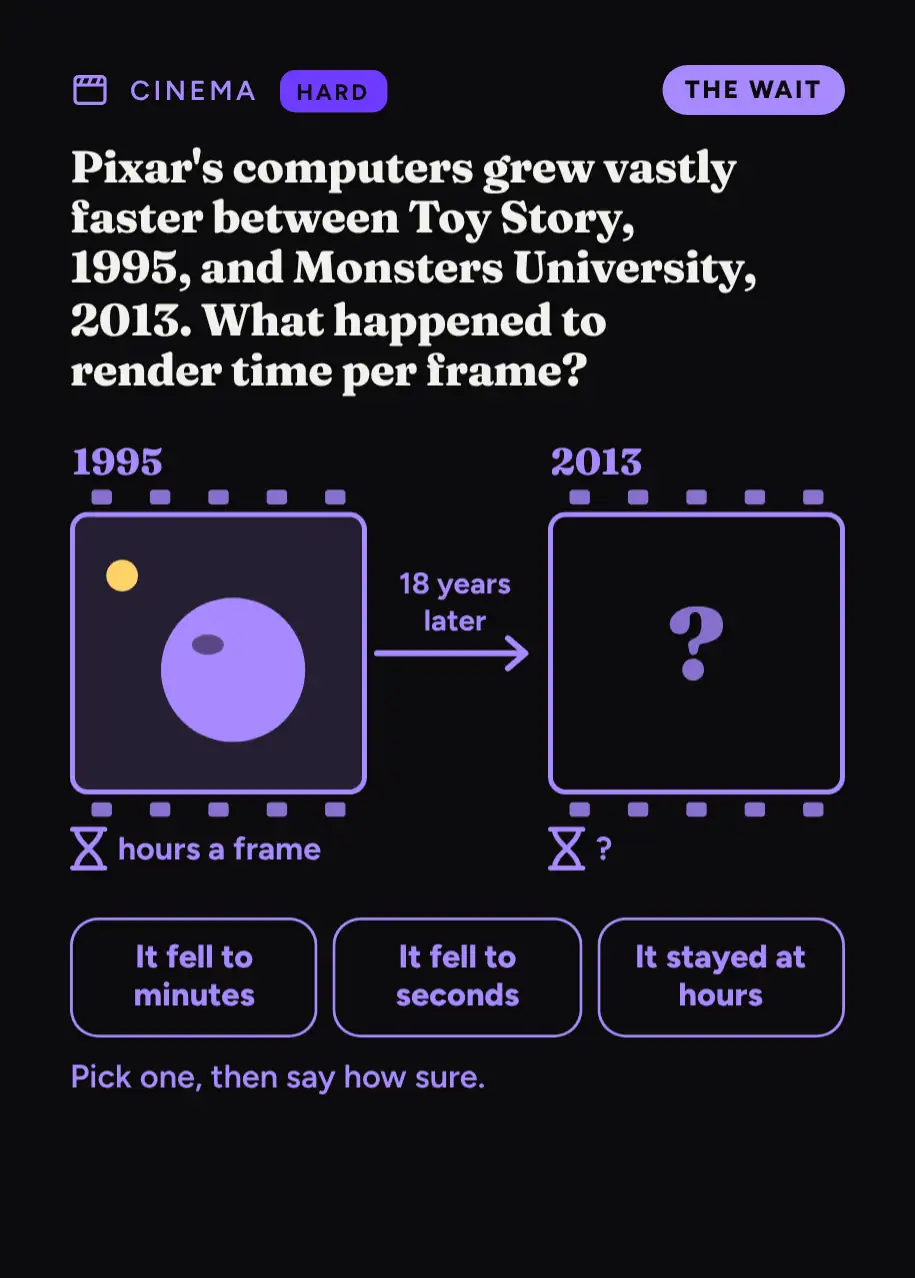 CINEMA HARD THE WAIT
Pixar's computers grew vastly
faster between Toy Story,
1995, and Monsters University,
2013. What happened to
render time per frame?
1995 2013
18 years
later
?
hours a frame ?
It fell to
minutes
It fell to
seconds
It stayed at
hours
Pick one, then say how sure.